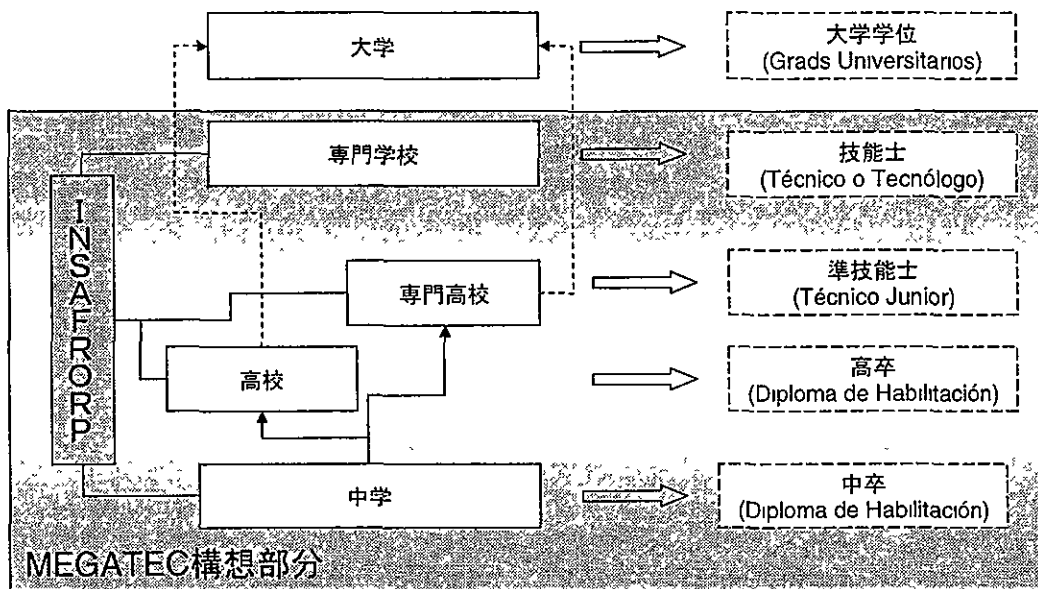 大学
大学学位
(Grads Universitarios)
専門学校
技能士
(Técnico o Tecnólogo)
INSAFRORP
専門高校
準技能士
(Técnico Junior)
高校
高卒
(Diploma de Habilitación)
中学
中卒
(Diploma de Habilitación)
MEGATEC構想部分